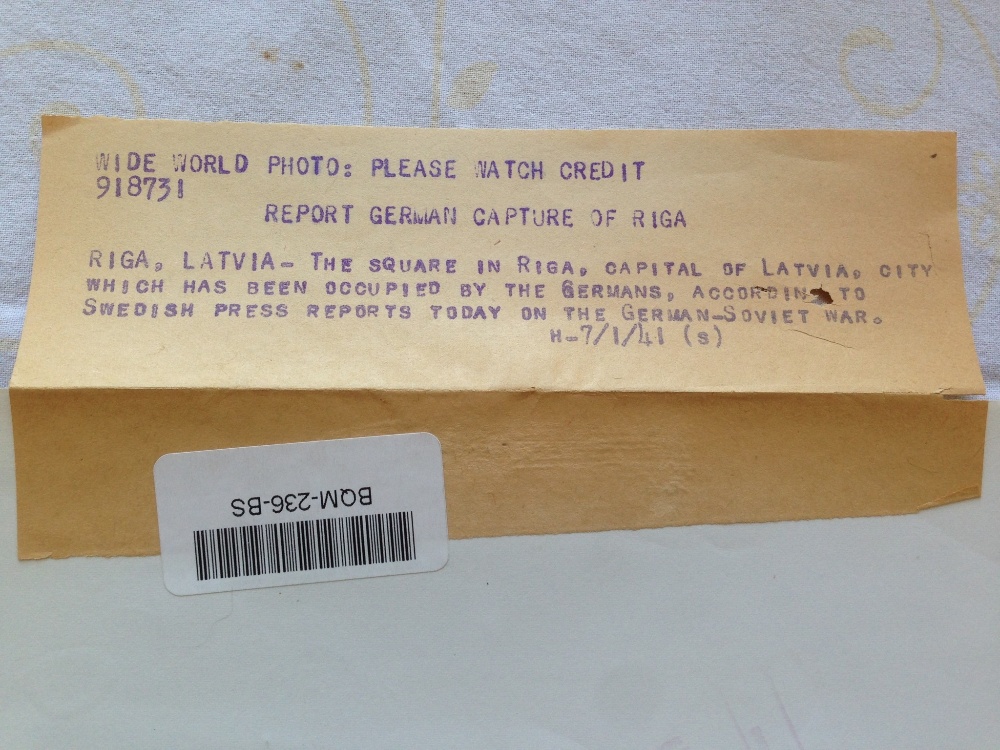 WIDE WORLD PHOTO: PLEASE WATCH CREDIT
918731
REPORT GERMAN CAPTURE OF RIGA
RIGA, LATVIA- THE SQUARE IN RIGA, CAPITAL OF LATVIA, CITY
WHICH HAS BEEN OCCUPIED BY THE GERMANS, ACCORDING TO
SWEDISH PRESS REPORTS TODAY ON THE GERMAN-SOVIET WAR.
H-7/1/41 (S)
BQM-236-BS